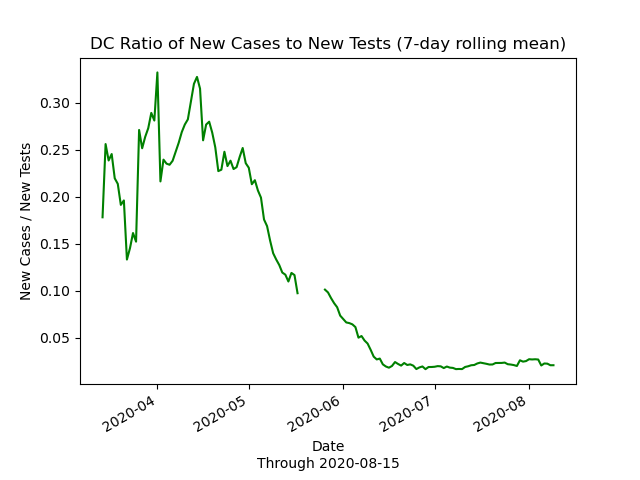 DC Ratio of New Cases to New Tests (7-day rolling mean)
New Cases / New Tests
0.30
0.25
0.20
0.15
0.10
0.05
2020-04
2020-05
2020-06
2020-07
2020-08
Date
Through 2020-08-15